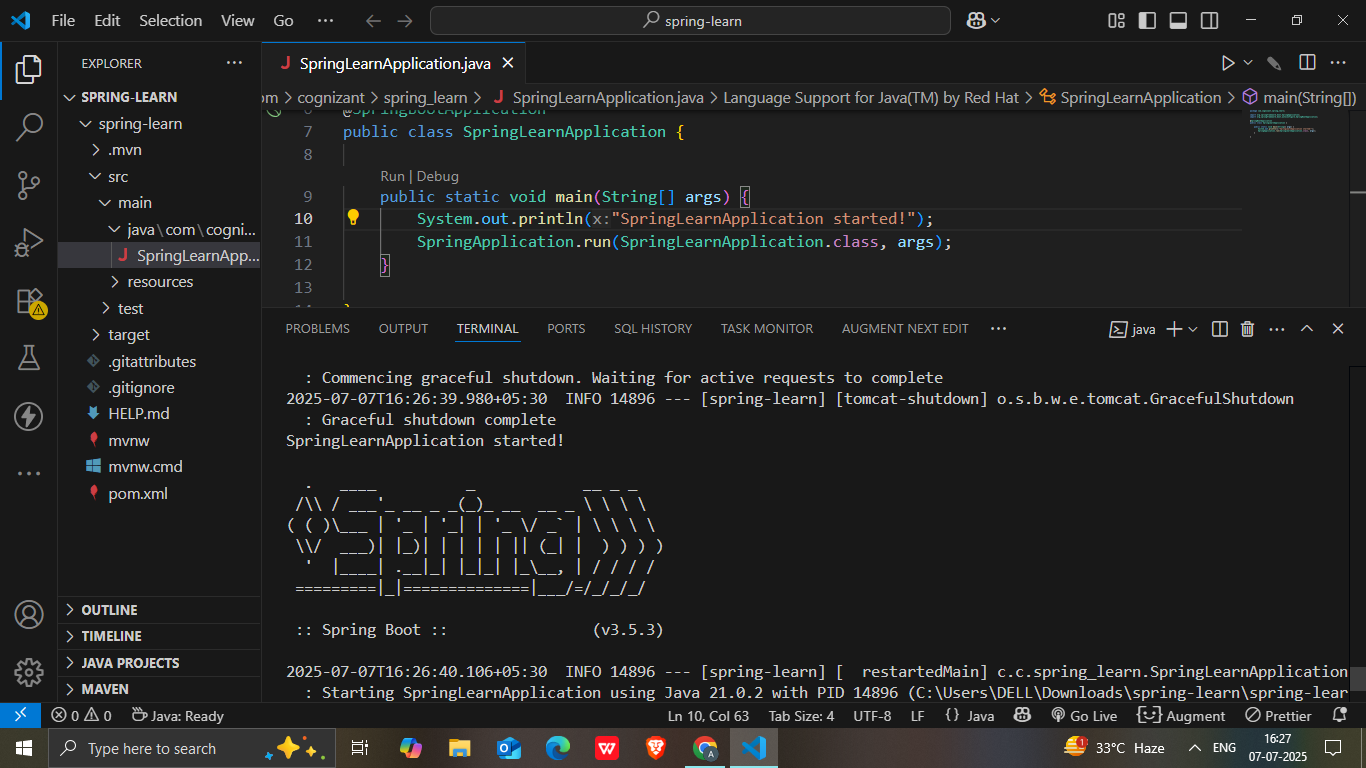 File Edit Selection View Go ··· spring-learn
EXPLORER ···
SPRING-LEARN
spring-learn
.mvn
src
main
java\com\cogni...
SpringLearnApp...
resources
test
target
.gitattributes
.gitignore
HELP.md
mvnw
mvnw.cmd
pom.xml
OUTLINE
TIMELINE
JAVA PROJECTS
MAVEN
SpringLearnApplication.java
om > cognizant > spring_learn > SpringLearnApplication.java > Language Support for Java(TM) by Red Hat > SpringLearnApplication > main(String[])
@SpringBootApplication
7 public class SpringLearnApplication {
8
Run | Debug
9 public static void main(String[] args) {
10 System.out.println(x:"SpringLearnApplication started!");
11 SpringApplication.run(SpringLearnApplication.class, args);
12 }
13
PROBLEMS OUTPUT TERMINAL PORTS SQL HISTORY TASK MONITOR AUGMENT NEXT EDIT ··· java
: Commencing graceful shutdown. Waiting for active requests to complete
2025-07-07T16:26:39.980+05:30  INFO 14896 --- [spring-learn] [tomcat-shutdown] o.s.b.w.e.tomcat.GracefulShutdown
: Graceful shutdown complete
SpringLearnApplication started!
Spring
:: Spring Boot :: (v3.5.3)
2025-07-07T16:26:40.106+05:30  INFO 14896 --- [spring-learn] [  restartedMain] c.c.spring_learn.SpringLearnApplication
: Starting SpringLearnApplication using Java 21.0.2 with PID 14896 (C:\Users\DELL\Downloads\spring-learn\spring-lear
0 0 Java: Ready Ln 10, Col 63 Tab Size: 4 UTF-8 LF {} Java Go Live Augment Prettier
Type here to search 33°C Haze ENG 16:27
07-07-2025